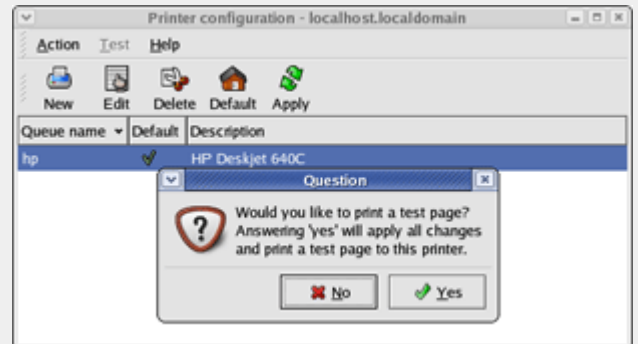 Printer configuration - localhost.localdomain
Action Test Help
New Edit Delete Default Apply
Queue name Default Description
hp HP Deskjet 640C
Question
Would you like to print a test page?
Answering 'yes' will apply all changes
and print a test page to this printer.
No Yes